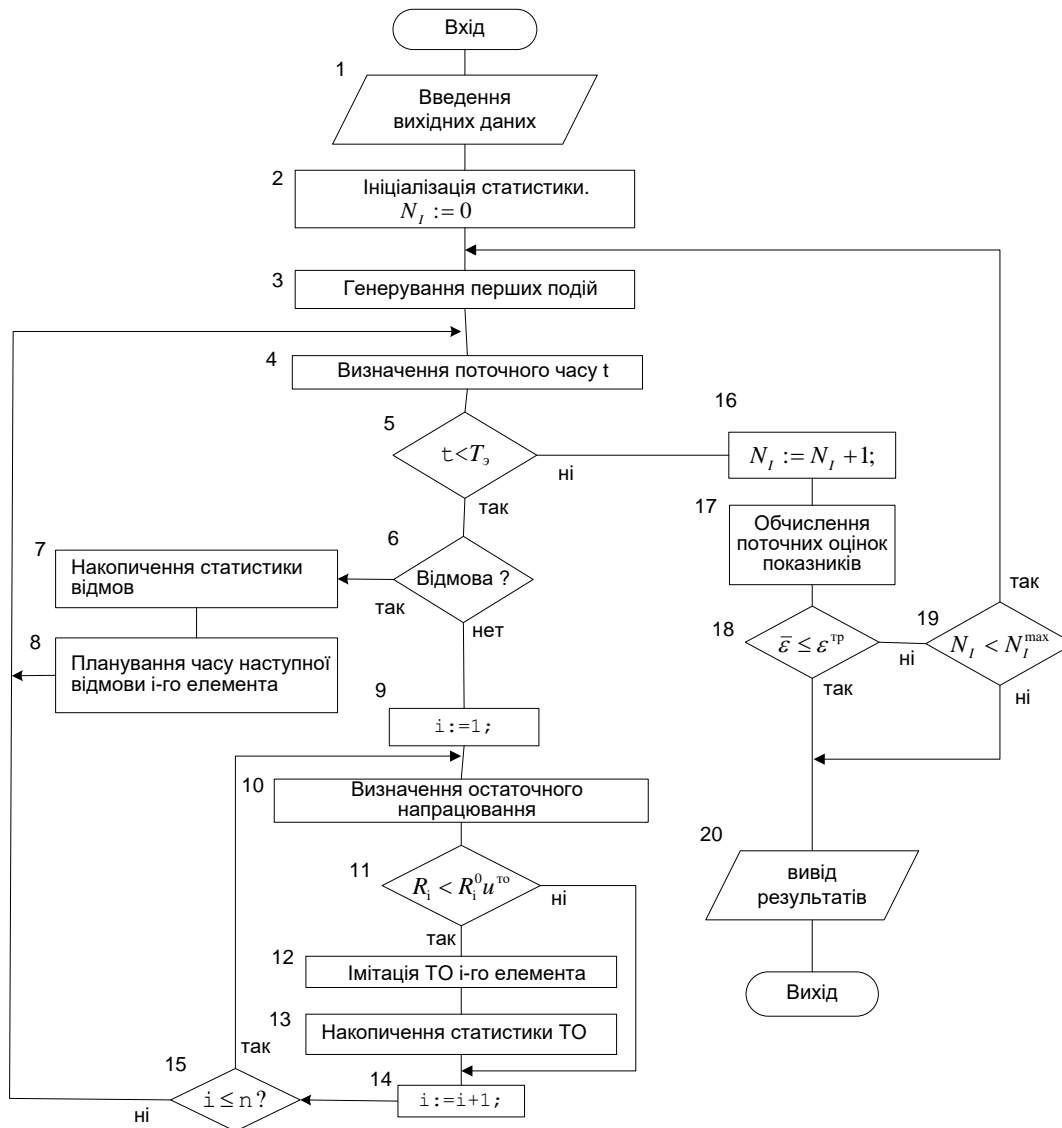 Вхід
1
Введення
вихідних даних
2
Ініціалізація статистики.
N_I := 0
3
Генерування перших подій
4
Визначення поточного часу t
5
t<T_э
ні
так
6
Відмова ?
так
нет
7
Накопичення статистики
відмов
8
Планування часу наступної
відмови і-го елемента
9
i:=1;
10
Визначення остаточного
напрацювання
11
R_i < R_i^0 u^то
ні
так
12
Імітація ТО і-го елемента
13
Накопичення статистики ТО
14
i:=i+1;
15
i ≤ n?
так
ні
16
N_I := N_I +1;
17
Обчислення
поточних оцінок
показників
18
ε̄ ≤ ε^тр
ні
так
19
N_I < N_I^max
так
ні
20
вивід
результатів
Вихід